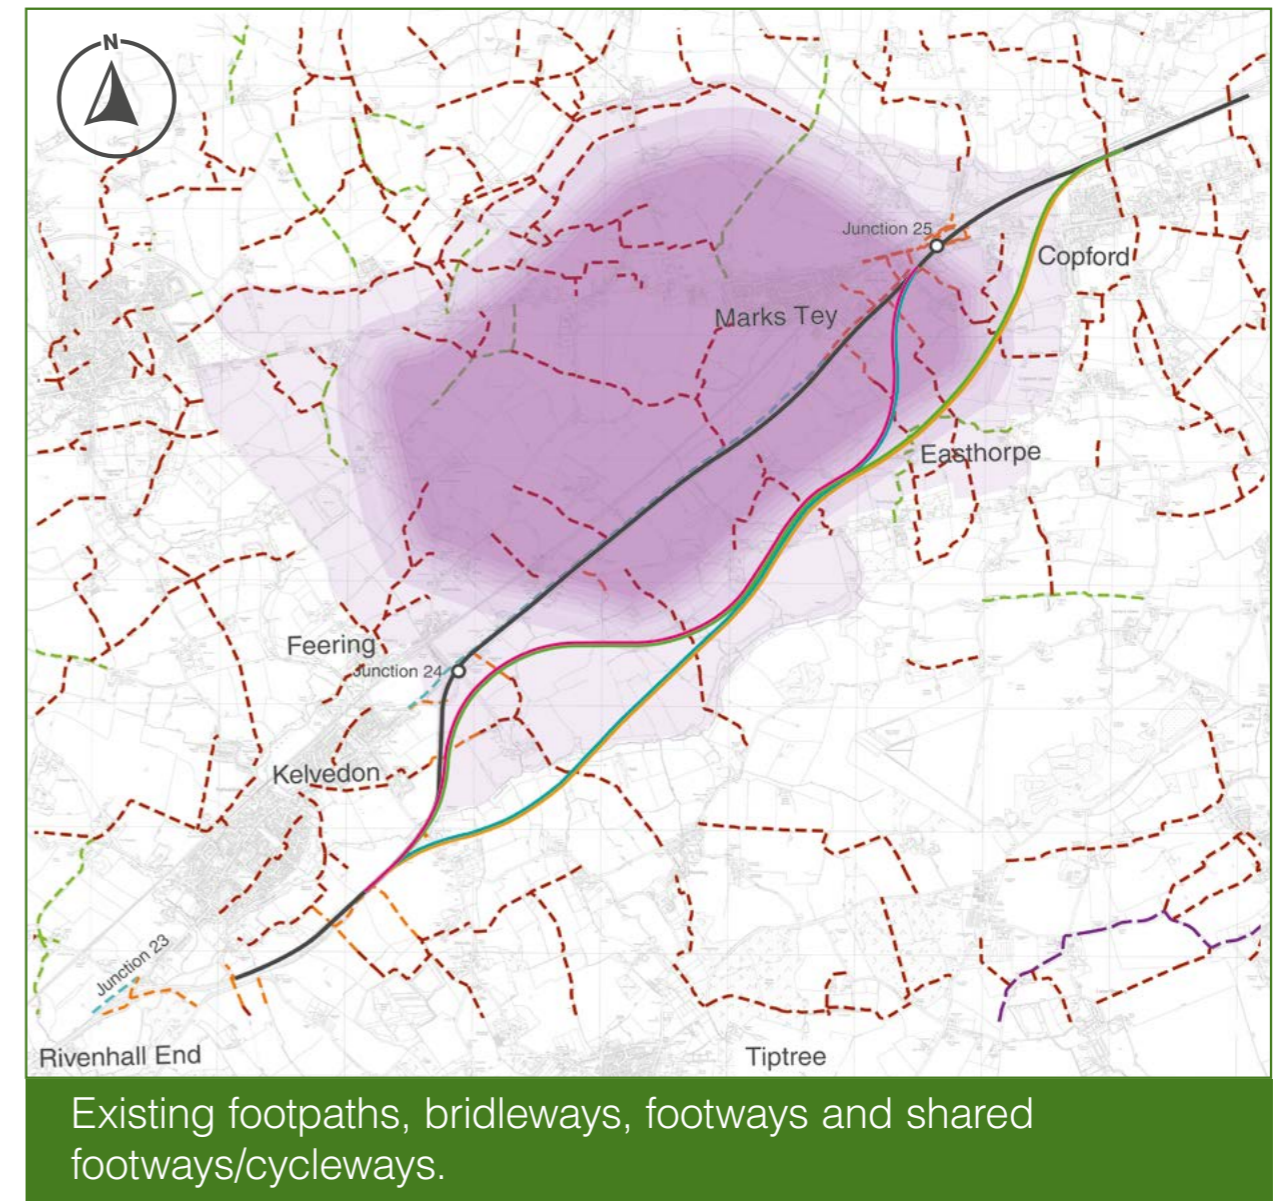 N
Junction 25
Copford
Marks Tey
Easthorpe
Feering
Junction 24
Kelvedon
Junction 23
Rivenhall End
Tiptree
Existing footpaths, bridleways, footways and shared
footways/cycleways.